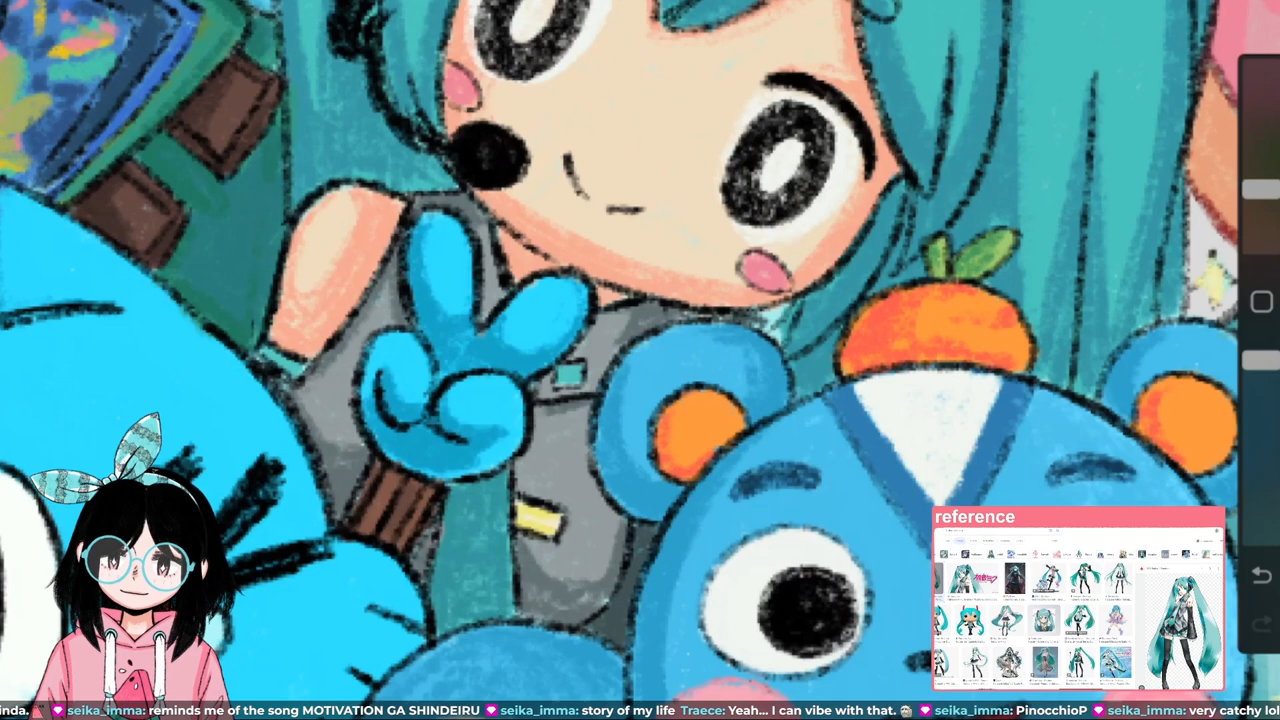 reference
inda. seika_imma: reminds me of the song MOTIVATION GA SHINDEIRU seika_imma: story of my life Traece: Yeah... I can vibe with that. seika_imma: PinocchioP seika_imma: very catchy lol